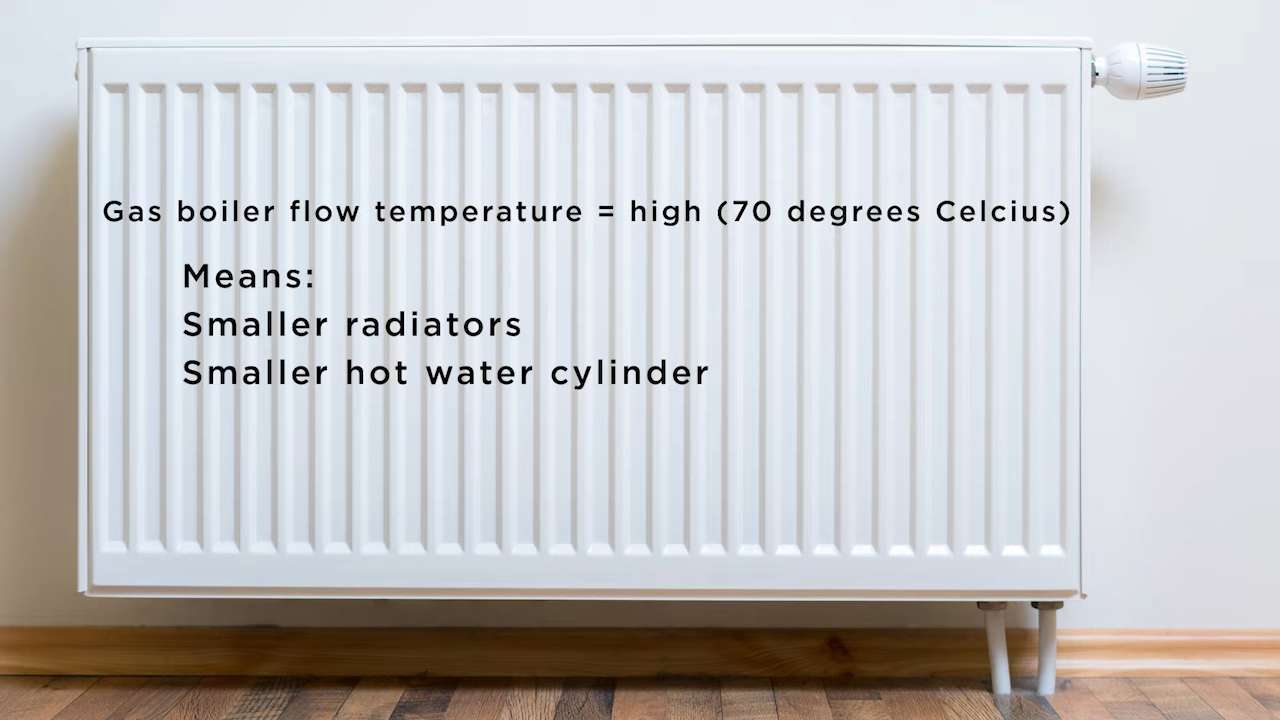 Gas boiler flow temperature = high (70 degrees Celcius)
Means:
Smaller radiators
Smaller hot water cylinder